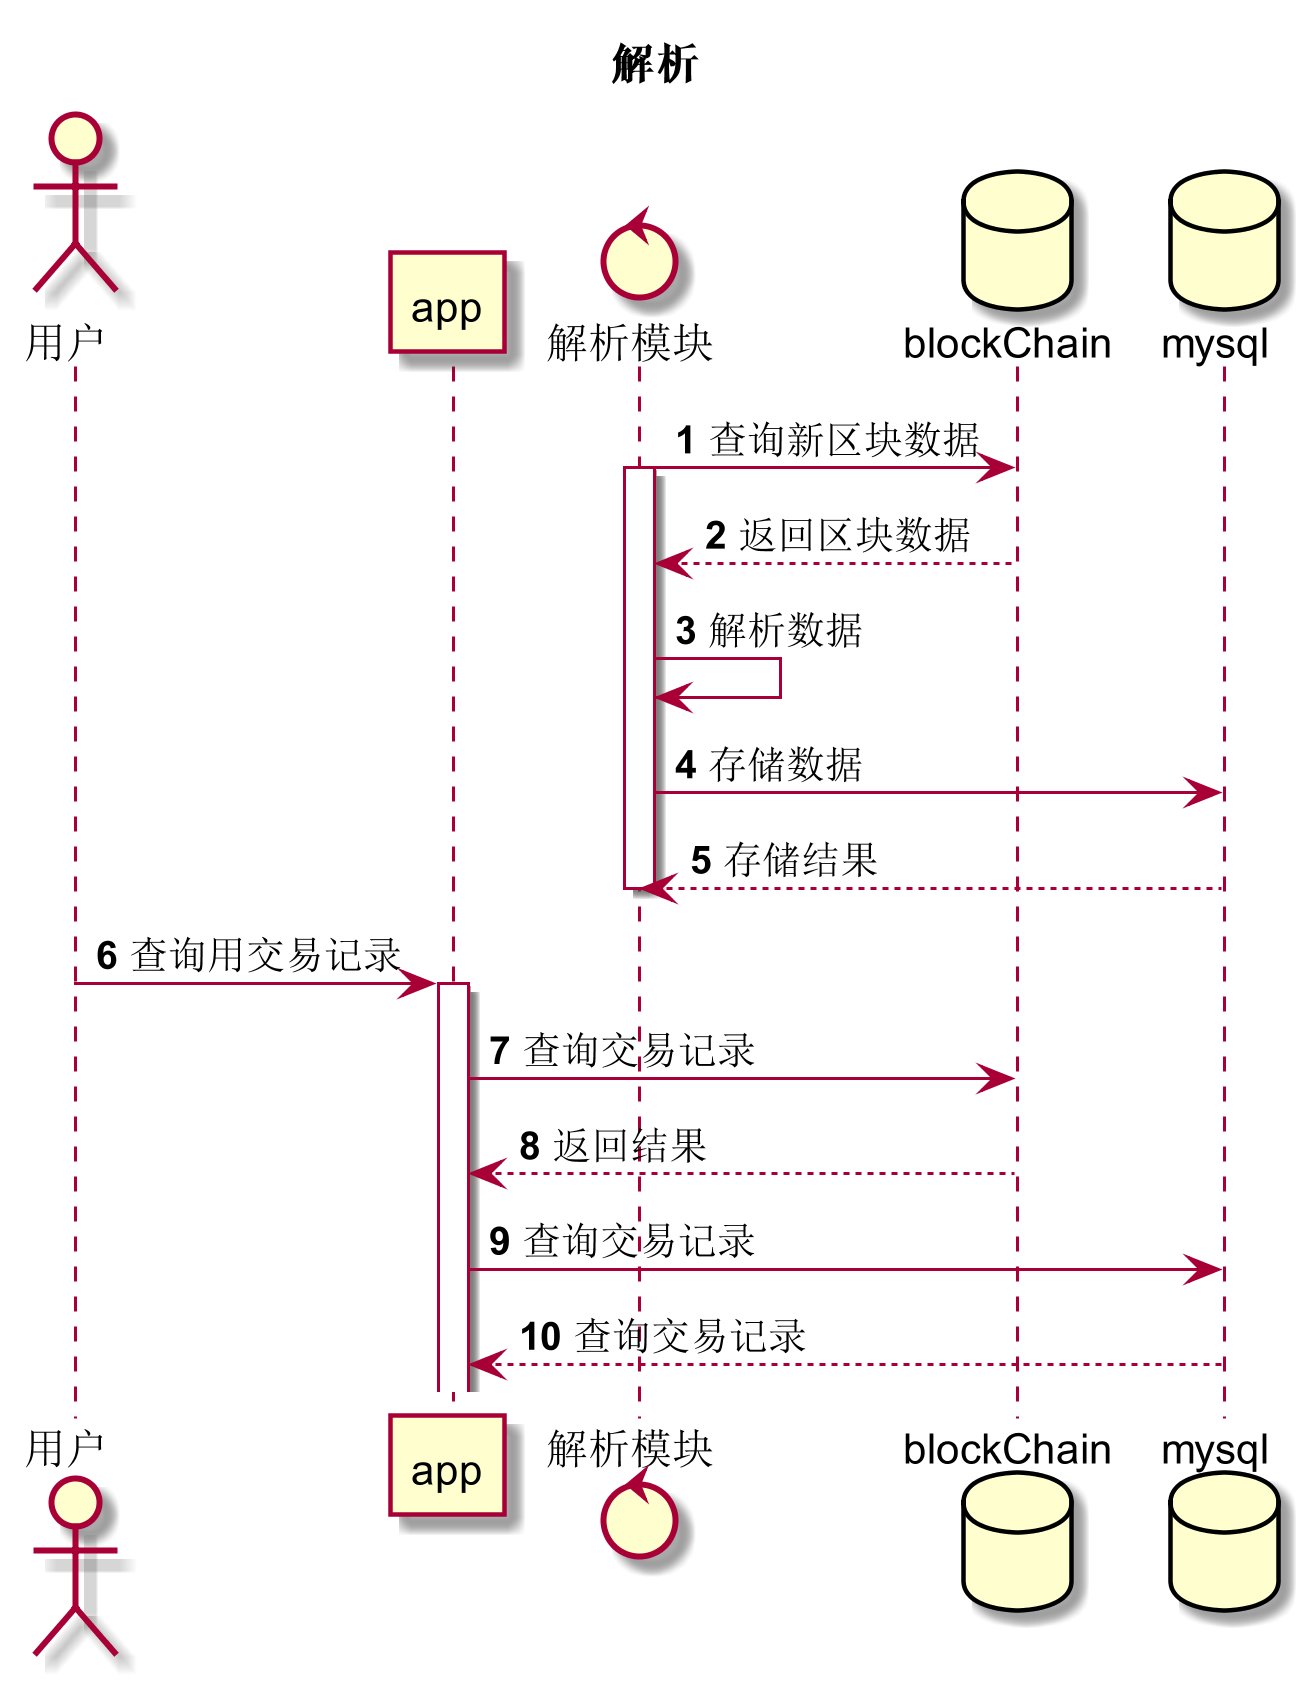 解析
用户
app
解析模块
blockChain
mysql
1 查询新区块数据
2 返回区块数据
3 解析数据
4 存储数据
5 存储结果
6 查询用交易记录
7 查询交易记录
8 返回结果
9 查询交易记录
10 查询交易记录
用户
app
解析模块
blockChain
mysql